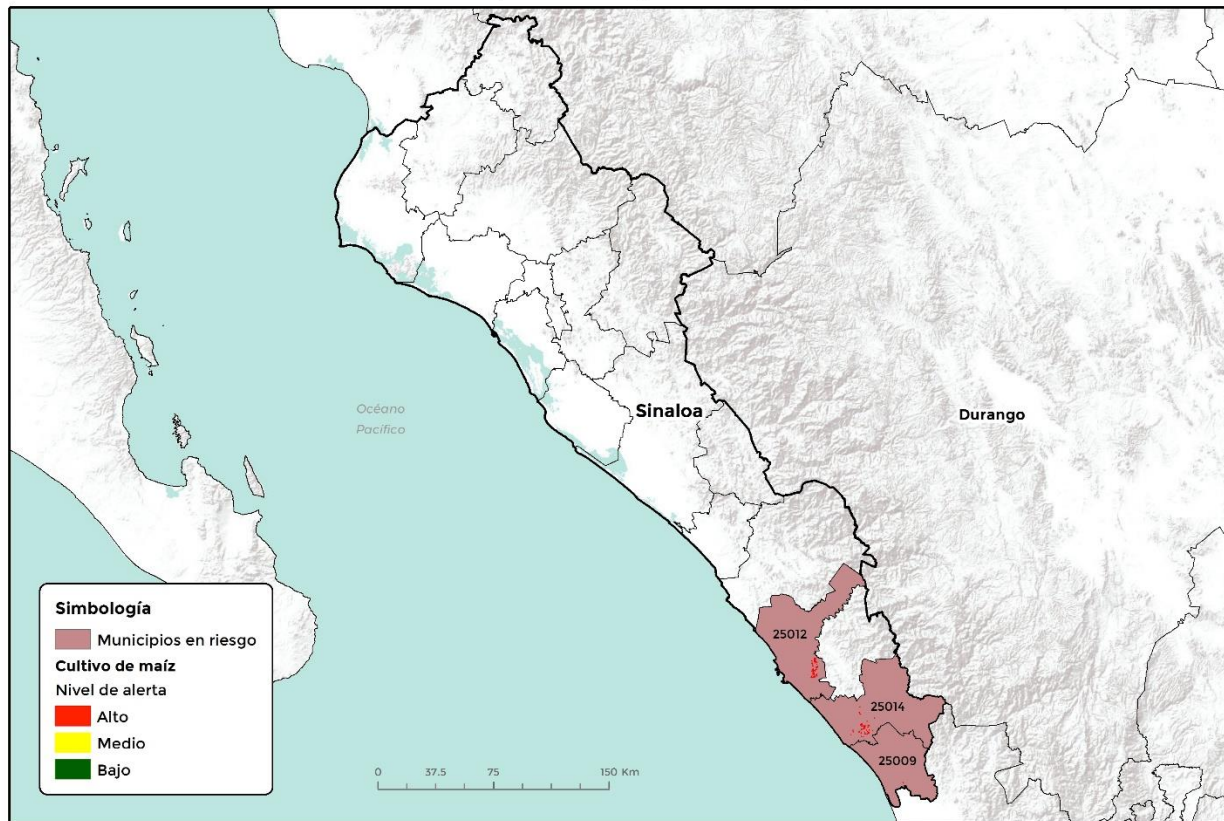 Océano
Pacífico
Sinaloa
Durango
25012
25014
25009
Simbología
Municipios en riesgo
Cultivo de maíz
Nivel de alerta
Alto
Medio
Bajo
0 37.5 75 150 Km